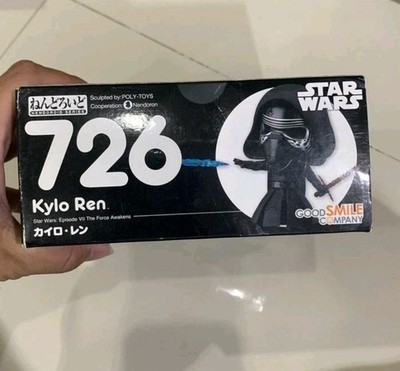 ねんどろいど
NENDOROID SERIES
Sculpted by:POLY-TOYS
Cooperation: Nendoron
726
Kylo Ren
Star Wars: Episode VII The Force Awakens
カイロ・レン
STAR
WARS
GOOD SMILE
COMPANY